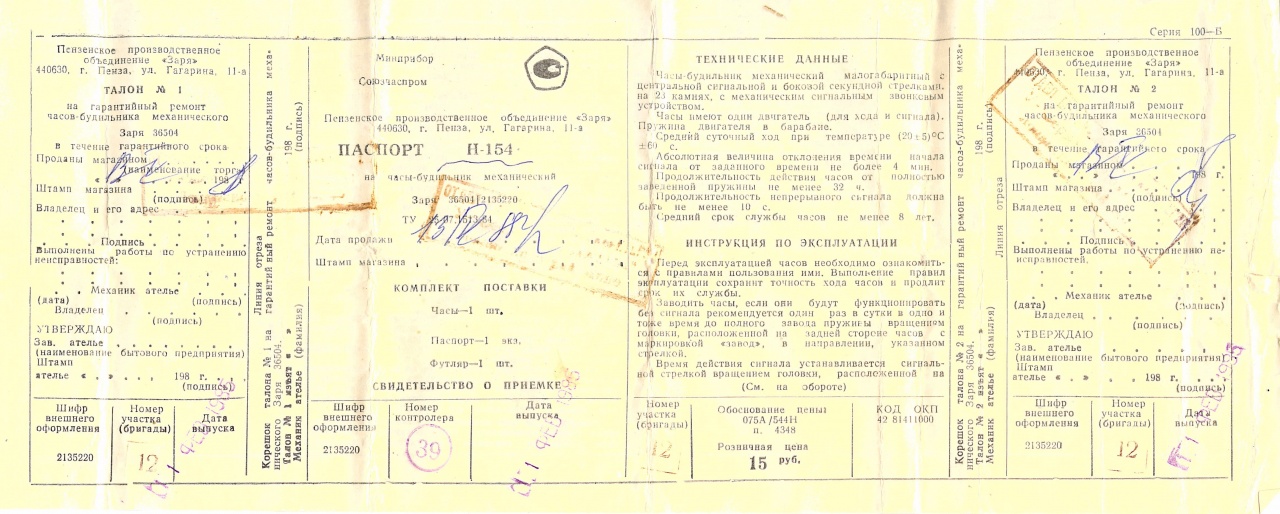 Серия 100—Б
Пензенское производственное
объединение «Заря»
440630, г. Пенза, ул. Гагарина, 11-а
ТАЛОН № 1
на гарантийный ремонт
часов-будильника механического
Заря 36504
в течение гарантийного срока
Проданы магазином
(наименование торга)
198 г.
Штамп магазина
(подпись)
Владелец и его адрес
Подпись
Выполнены работы по устранению
неисправностей:
Механик ателье
(дата) (подпись)
Владелец
(подпись)
УТВЕРЖДАЮ
Зав. ателье
(наименование бытового предприятия)
Штамп
ателье « » 198 г.
(подпись)
Шифр внешнего оформления
Номер участка (бригады)
Дата выпуска
2135220
12
Корешок талона № 1 на гарантийный ремонт часов-будильника меха-
нического Заря 36504. Линия отреза
Талон № 1 изъят « » 198 г.
Механик ателье (фамилия) (подпись)
Минприбор
Союзчаспром
Пензенское производственное объединение «Заря»
440630, г. Пенза, ул. Гагарина, 11-а
ПАСПОРТ Н-154
на часы-будильник механический
Заря 36504 2135220
ТУ 25-07.1513-84
Дата продажи
Штамп магазина
КОМПЛЕКТ ПОСТАВКИ
Часы—1 шт.
Паспорт—1 экз.
Футляр—1 шт.
СВИДЕТЕЛЬСТВО О ПРИЕМКЕ
Шифр внешнего оформления
Номер контролера
Дата выпуска
2135220
39
ТЕХНИЧЕСКИЕ ДАННЫЕ
Часы-будильник механический малогабаритный с
центральной сигнальной и боковой секундной стрелками,
на 23 камнях, с механическим сигнальным звонковым
устройством.
Часы имеют один двигатель (для хода и сигнала).
Пружина двигателя в барабане.
Средний суточный ход при температуре (20±5)°С
±60 с.
Абсолютная величина отклонения времени начала
сигнала от заданного времени не более 4 мин.
Продолжительность действия часов от полностью
заведенной пружины не менее 32 ч.
Продолжительность непрерывного сигнала должна
быть не менее 10 с.
Средний срок службы часов не менее 8 лет.
ИНСТРУКЦИЯ ПО ЭКСПЛУАТАЦИИ
Перед эксплуатацией часов необходимо ознакомить-
ся с правилами пользования ими. Выполнение правил
эксплуатации сохранит точность хода часов и продлит
срок их службы.
Заводить часы, если они будут функционировать
без сигнала рекомендуется один раз в сутки в одно и
тоже время до полного завода пружины вращением
головки, расположенной на задней стороне часов с
маркировкой «завод», в направлении, указанном
стрелкой.
Время действия сигнала устанавливается сигналь-
ной стрелкой вращением головки, расположенной на
(См. на обороте)
Номер участка (бригады)
12
Обоснование цены
075А/544Н
п. 4348
Розничная цена
15 руб.
КОД ОКП
42 81411000
Корешок талона № 2 на гарантийный ремонт часов-будильника меха-
нического Заря 36504. Линия отреза
Талон № 2 изъят « » 198 г.
Механик ателье (фамилия) (подпись)
Пензенское производственное
объединение «Заря»
440630, г. Пенза, ул. Гагарина, 11-а
ТАЛОН № 2
на гарантийный ремонт
часов-будильника механического
Заря 36504
в течение гарантийного срока
Проданы магазином
198 г.
Штамп магазина
(подпись)
Владелец и его адрес
Подпись
Выполнены работы по устранению не-
исправностей.
Механик ателье
(дата) (подпись)
Владелец
(подпись)
УТВЕРЖДАЮ
Зав. ателье
(наименование бытового предприятия)
Штамп
ателье « » 198 г.
(подпись)
Шифр внешнего оформления
Номер участка (бригады)
Дата выпуска
2135220
12